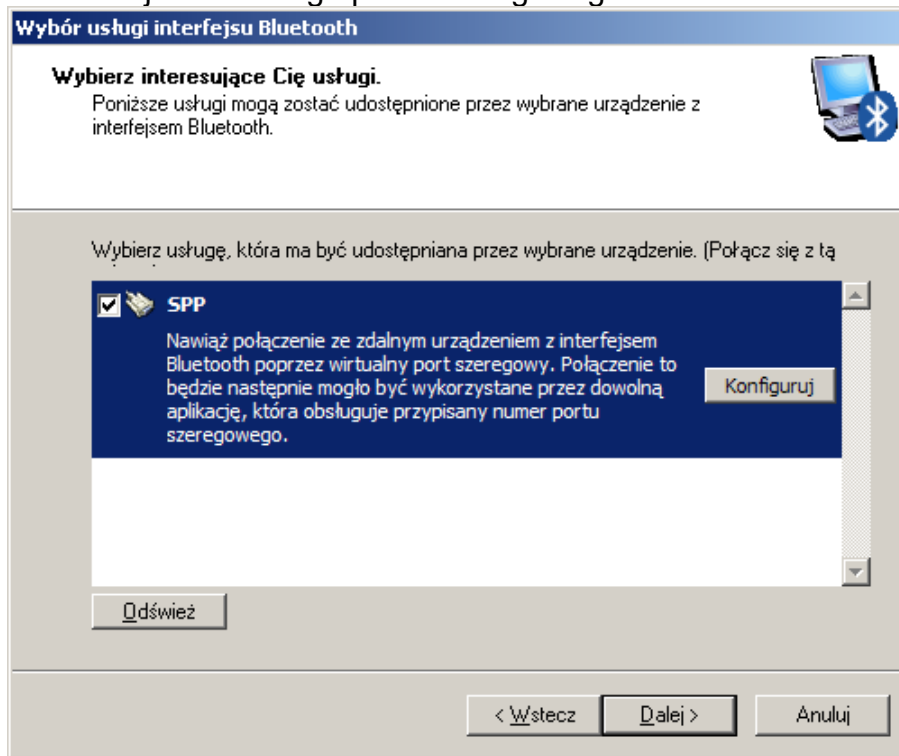 Wybór usługi interfejsu Bluetooth
Wybierz interesujące Cię usługi.
Poniższe usługi mogą zostać udostępnione przez wybrane urządzenie z
interfejsem Bluetooth.
Wybierz usługę, która ma być udostępniana przez wybrane urządzenie. (Połącz się z tą
SPP
Nawiąż połączenie ze zdalnym urządzeniem z interfejsem
Bluetooth poprzez wirtualny port szeregowy. Połączenie to
będzie następnie mogło być wykorzystane przez dowolną
aplikację, która obsługuje przypisany numer portu
szeregowego.
Konfiguruj
Odśwież
< Wstecz
Dalej >
Anuluj